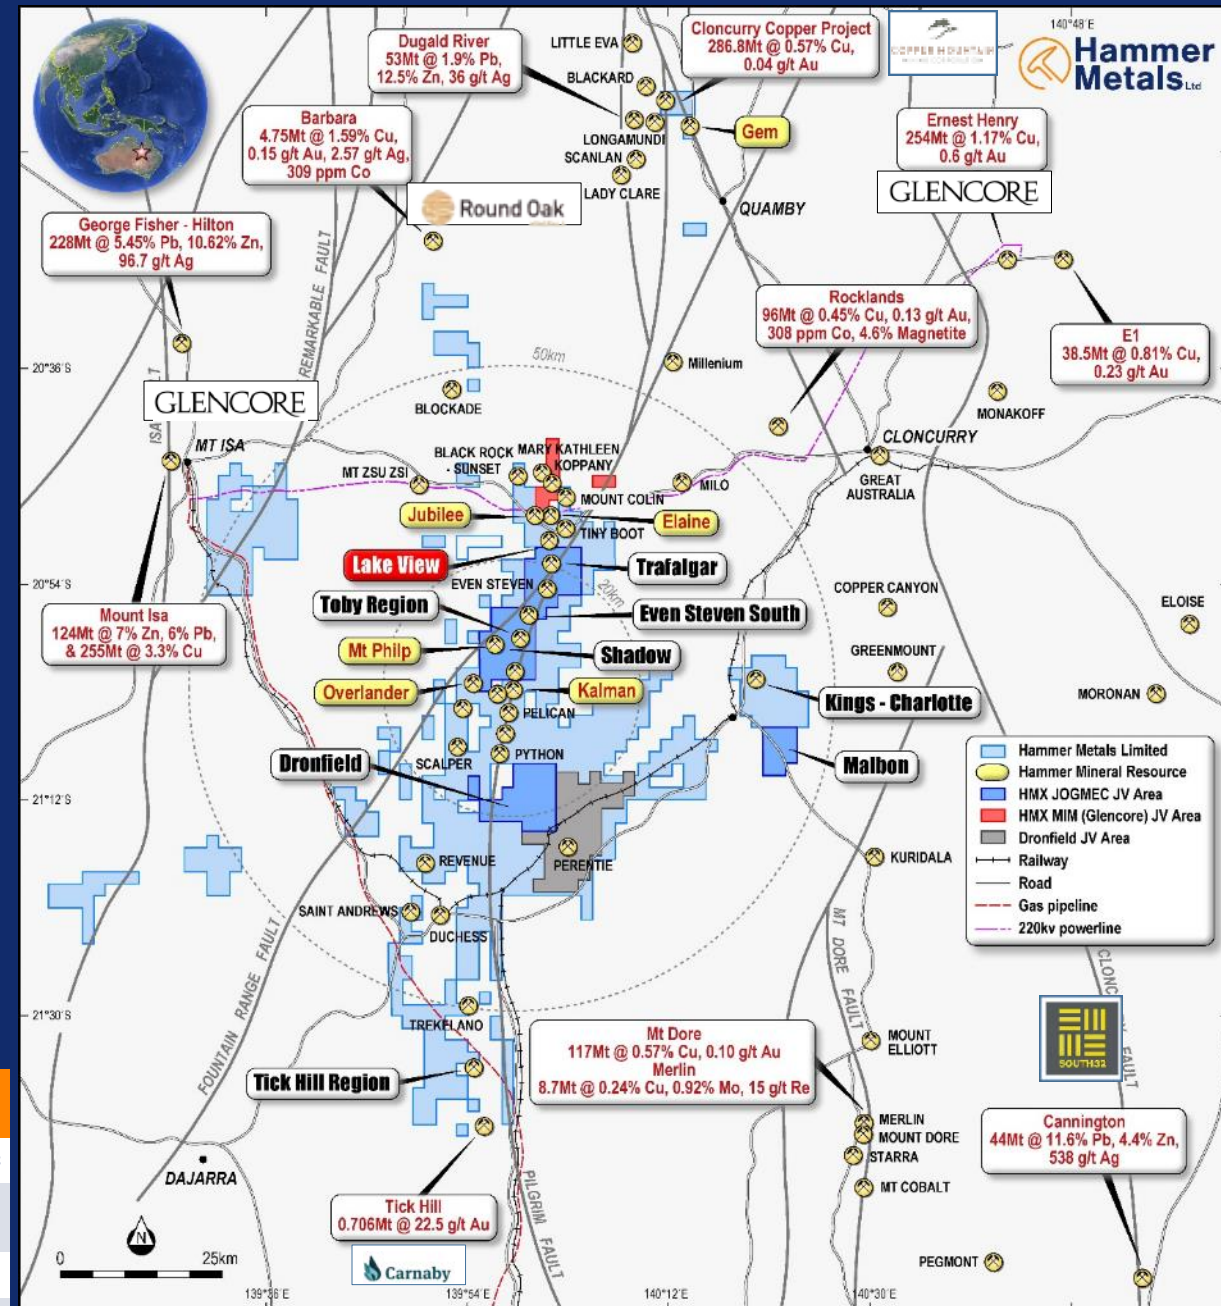 140°48´E
Hammer
Metals Ltd
COPPER MOUNTAIN
MINING CORPORATION
LITTLE EVA
Dugald River
53Mt @ 1.9% Pb,
12.5% Zn, 36 g/t Ag
Cloncurry Copper Project
286.8Mt @ 0.57% Cu,
0.04 g/t Au
BLACKARD
Barbara
4.75Mt @ 1.59% Cu,
0.15 g/t Au, 2.57 g/t Ag,
309 ppm Co
LONGAMUNDI
Gem
Ernest Henry
254Mt @ 1.17% Cu,
0.6 g/t Au
SCANLAN
LADY CLARE
GLENCORE
Round Oak
QUAMBY
George Fisher - Hilton
228Mt @ 5.45% Pb, 10.62% Zn,
96.7 g/t Ag
REMARKABLE FAULT
Rocklands
96Mt @ 0.45% Cu, 0.13 g/t Au,
308 ppm Co, 4.6% Magnetite
E1
38.5Mt @ 0.81% Cu,
0.23 g/t Au
50km
Millenium
20°36´S
BLOCKADE
MONAKOFF
GLENCORE
ISA
MT ISA
CLONCURRY
BLACK ROCK
- SUNSET
MARY KATHLEEN
KOPPANY
MT ZSU ZSI
MOUNT COLIN
MILO
GREAT
AUSTRALIA
Jubilee
Elaine
TINY BOOT
Lake View
Trafalgar
EVEN STEVEN
20km
20°54´S
COPPER CANYON
ELOISE
Toby Region
Even Steven South
Mount Isa
124Mt @ 7% Zn, 6% Pb,
& 255Mt @ 3.3% Cu
Mt Philp
Shadow
GREENMOUNT
Overlander
Kalman
Kings - Charlotte
MORONAN
PELICAN
Dronfield
SCALPER
PYTHON
Malbon
Hammer Metals Limited
Hammer Mineral Resource
HMX JOGMEC JV Area
HMX MIM (Glencore) JV Area
Dronfield JV Area
Railway
Road
Gas pipeline
220kv powerline
21°12´S
REVENUE
PERENTIE
KURIDALA
SAINT ANDREWS
DUCHESS
FOUNTAIN RANGE FAULT
MT DORE FAULT
FAULT
21°30´S
TREKELANO
Mt Dore
117Mt @ 0.57% Cu, 0.10 g/t Au
Merlin
8.7Mt @ 0.24% Cu, 0.92% Mo, 15 g/t Re
MOUNT
ELLIOTT
SOUTH32
Tick Hill Region
MERLIN
MOUNT DORE
STARRA
MT COBALT
Cannington
44Mt @ 11.6% Pb, 4.4% Zn,
538 g/t Ag
DAJARRA
PILGRIM FAULT
Tick Hill
0.706Mt @ 22.5 g/t Au
N
0
25km
Carnaby
PEGMONT
139°36´E
139°54´E
140°12´E
140°30´E